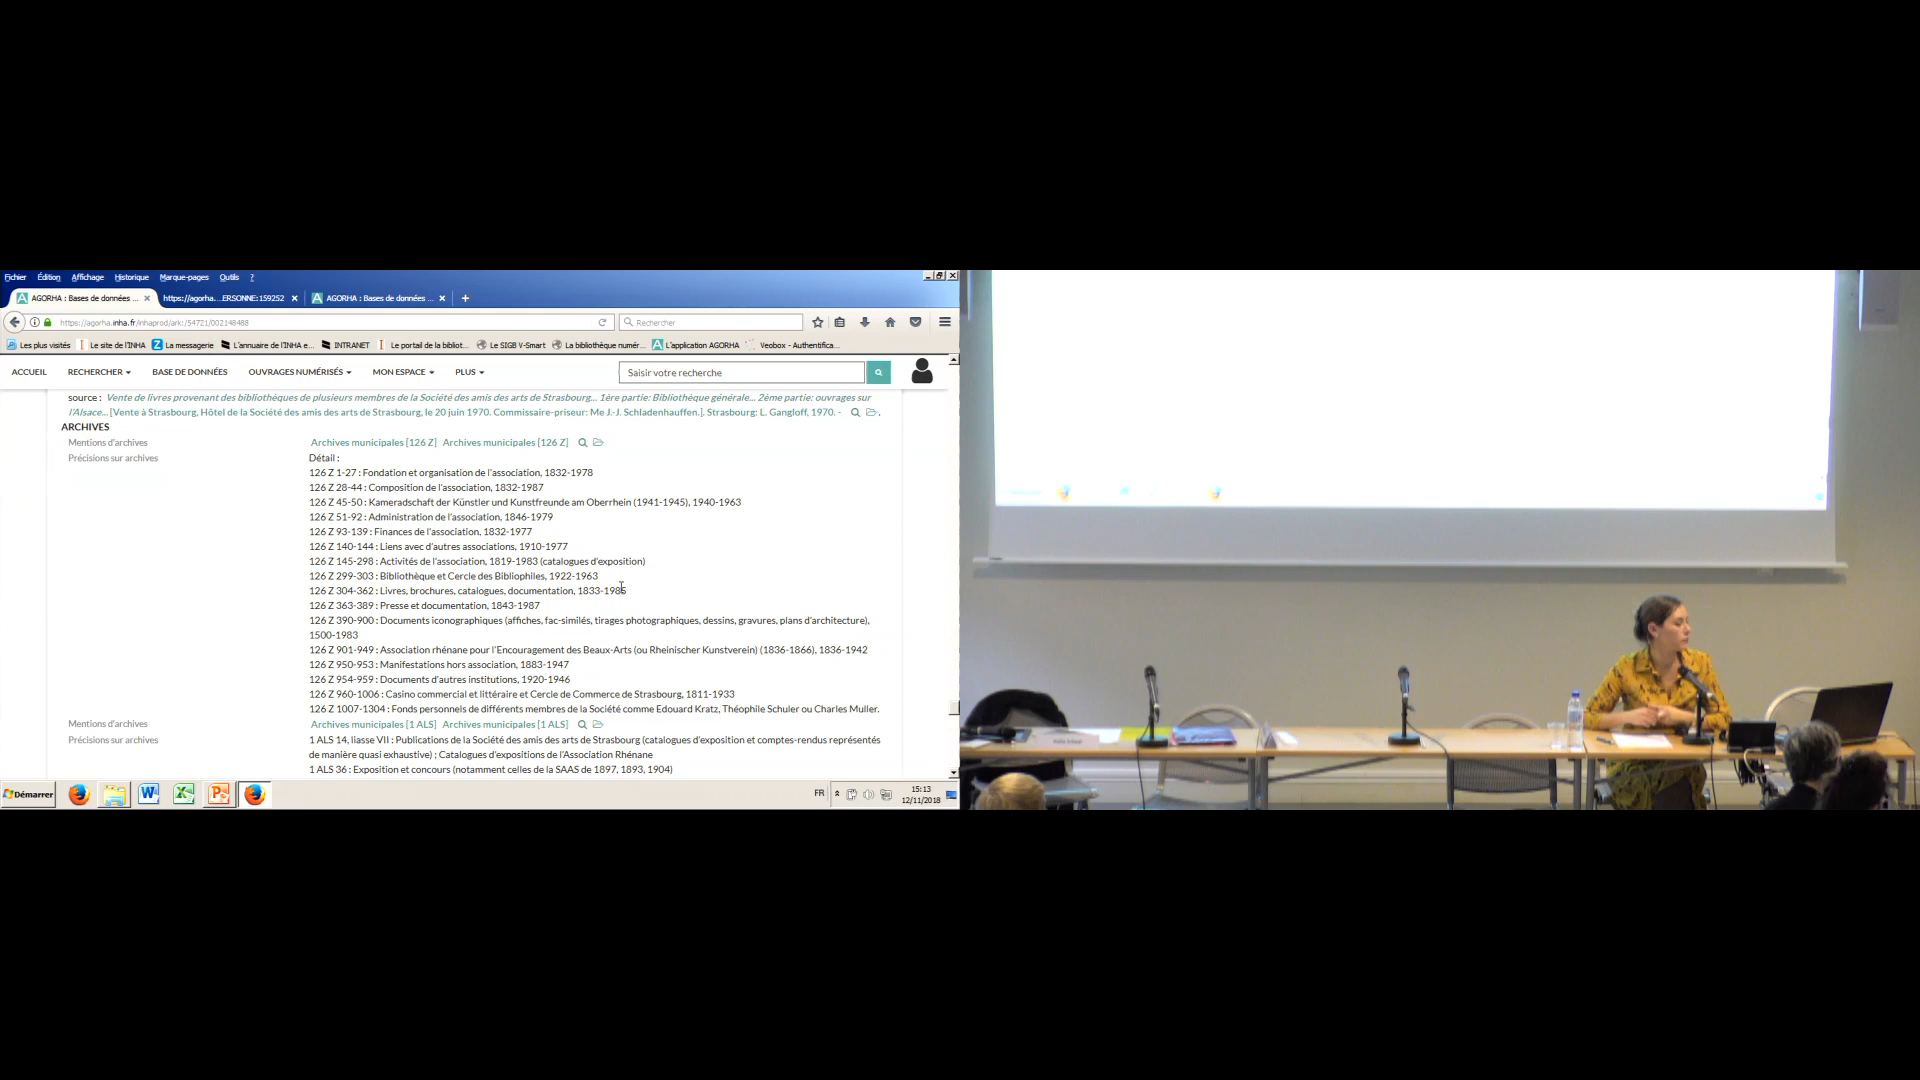 Fichier Édition Affichage Historique Marque-pages Outils ?
AGORHA : Bases de données ... https://agorha....ERSONNE:159252 AGORHA : Bases de données ...
https://agorha.inha.fr/inhaprod/ark:/54721/002148488 Rechercher
Les plus visités Le site de l'INHA La messagerie L'annuaire de l'INHA e... INTRANET Le portail de la bibliot... Le SIGB V-Smart La bibliothèque numér... L'application AGORHA Veobox - Authentifica...
ACCUEIL RECHERCHER BASE DE DONNÉES OUVRAGES NUMÉRISÉS MON ESPACE PLUS Saisir votre recherche
source : Vente de livres provenant des bibliothèques de plusieurs membres de la Société des amis des arts de Strasbourg... 1ère partie: Bibliothèque générale... 2ème partie: ouvrages sur
l'Alsace... [Vente à Strasbourg, Hôtel de la Société des amis des arts de Strasbourg, le 20 juin 1970. Commissaire-priseur: Me J.-J. Schladenhauffen.]. Strasbourg: L. Gangloff, 1970. - .
ARCHIVES
Mentions d'archives Archives municipales [126 Z] Archives municipales [126 Z]
Précisions sur archives Détail :
126 Z 1-27 : Fondation et organisation de l'association, 1832-1978
126 Z 28-44 : Composition de l'association, 1832-1987
126 Z 45-50 : Kameradschaft der Künstler und Kunstfreunde am Oberrhein (1941-1945), 1940-1963
126 Z 51-92 : Administration de l'association, 1846-1979
126 Z 93-139 : Finances de l'association, 1832-1977
126 Z 140-144 : Liens avec d'autres associations, 1910-1977
126 Z 145-298 : Activités de l'association, 1819-1983 (catalogues d'exposition)
126 Z 299-303 : Bibliothèque et Cercle des Bibliophiles, 1922-1963
126 Z 304-362 : Livres, brochures, catalogues, documentation, 1833-1985
126 Z 363-389 : Presse et documentation, 1843-1987
126 Z 390-900 : Documents iconographiques (affiches, fac-similés, tirages photographiques, dessins, gravures, plans d'architecture),
1500-1983
126 Z 901-949 : Association rhénane pour l'Encouragement des Beaux-Arts (ou Rheinischer Kunstverein) (1836-1866), 1836-1942
126 Z 950-953 : Manifestations hors association, 1883-1947
126 Z 954-959 : Documents d'autres institutions, 1920-1946
126 Z 960-1006 : Casino commercial et littéraire et Cercle de Commerce de Strasbourg, 1811-1933
126 Z 1007-1304 : Fonds personnels de différents membres de la Société comme Edouard Kratz, Théophile Schuler ou Charles Muller.
Mentions d'archives Archives municipales [1 ALS] Archives municipales [1 ALS]
Précisions sur archives 1 ALS 14, liasse VII : Publications de la Société des amis des arts de Strasbourg (catalogues d'exposition et comptes-rendus représentés
de manière quasi exhaustive) ; Catalogues d'expositions de l'Association Rhénane
1 ALS 36 : Exposition et concours (notamment celles de la SAAS de 1897, 1893, 1904)
Démarrer FR 15:13
12/11/2018